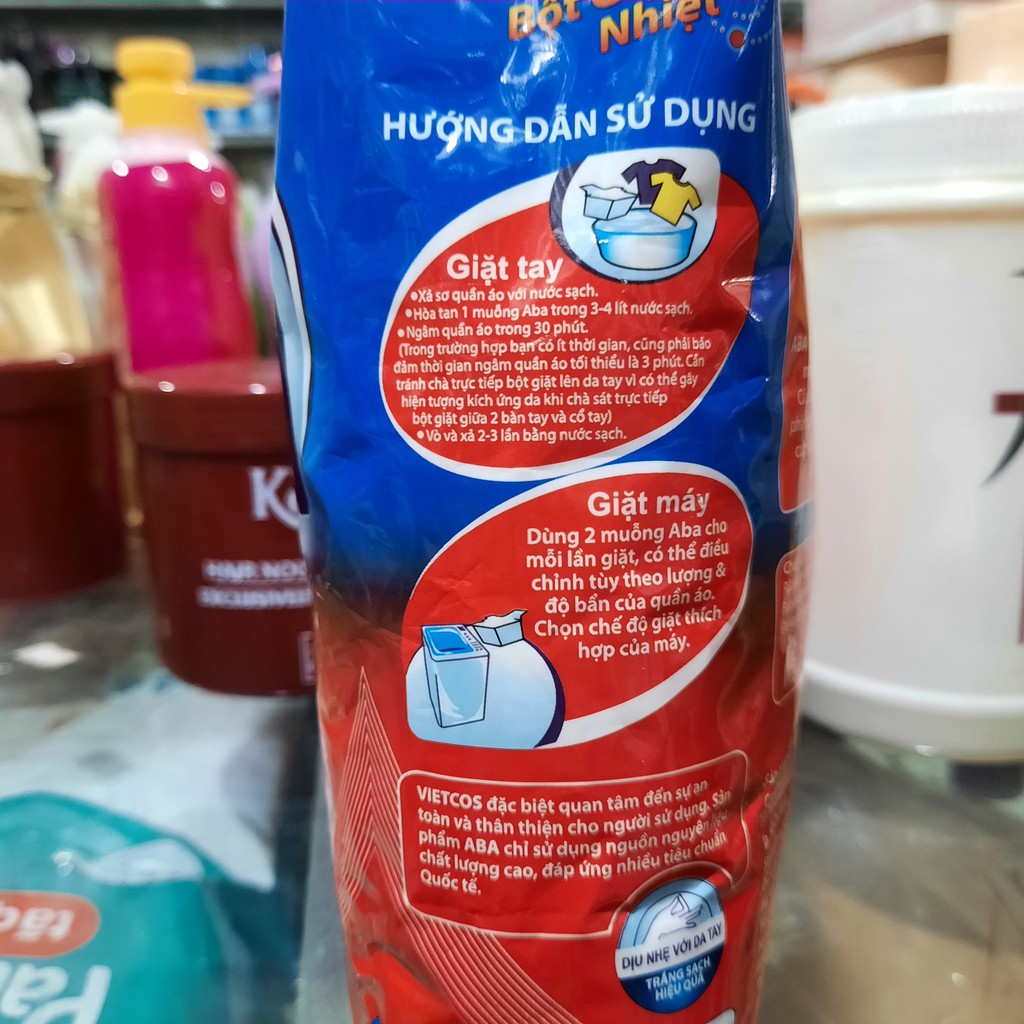 Bột
Nhiệt
HƯỚNG DẪN SỬ DỤNG
Giặt tay
•Xả sơ quần áo với nước sạch.
•Hòa tan 1 muỗng Aba trong 3-4 lít nước sạch.
•Ngâm quần áo trong 30 phút.
(Trong trường hợp bạn có ít thời gian, cũng phải bảo
đảm thời gian ngâm quần áo tối thiểu là 3 phút. Cần
tránh chà trực tiếp bột giặt lên da tay vì có thể gây
hiện tượng kích ứng da khi chà sát trực tiếp
bột giặt giữa 2 bàn tay và cổ tay)
•Vò và xả 2-3 lần bằng nước sạch.
Giặt máy
Dùng 2 muỗng Aba cho
mỗi lần giặt, có thể điều
chỉnh tùy theo lượng &
độ bẩn của quần áo.
Chọn chế độ giặt thích
hợp của máy.
VIETCOS đặc biệt quan tâm đến sự an
toàn và thân thiện cho người sử dụng. Sản
phẩm ABA chỉ sử dụng nguồn nguyên liệu
chất lượng cao, đáp ứng nhiều tiêu chuẩn
Quốc tế.
DỊU NHẸ VỚI DA TAY
TRẮNG SẠCH
HIỆU QUẢ
HAIR
tắ